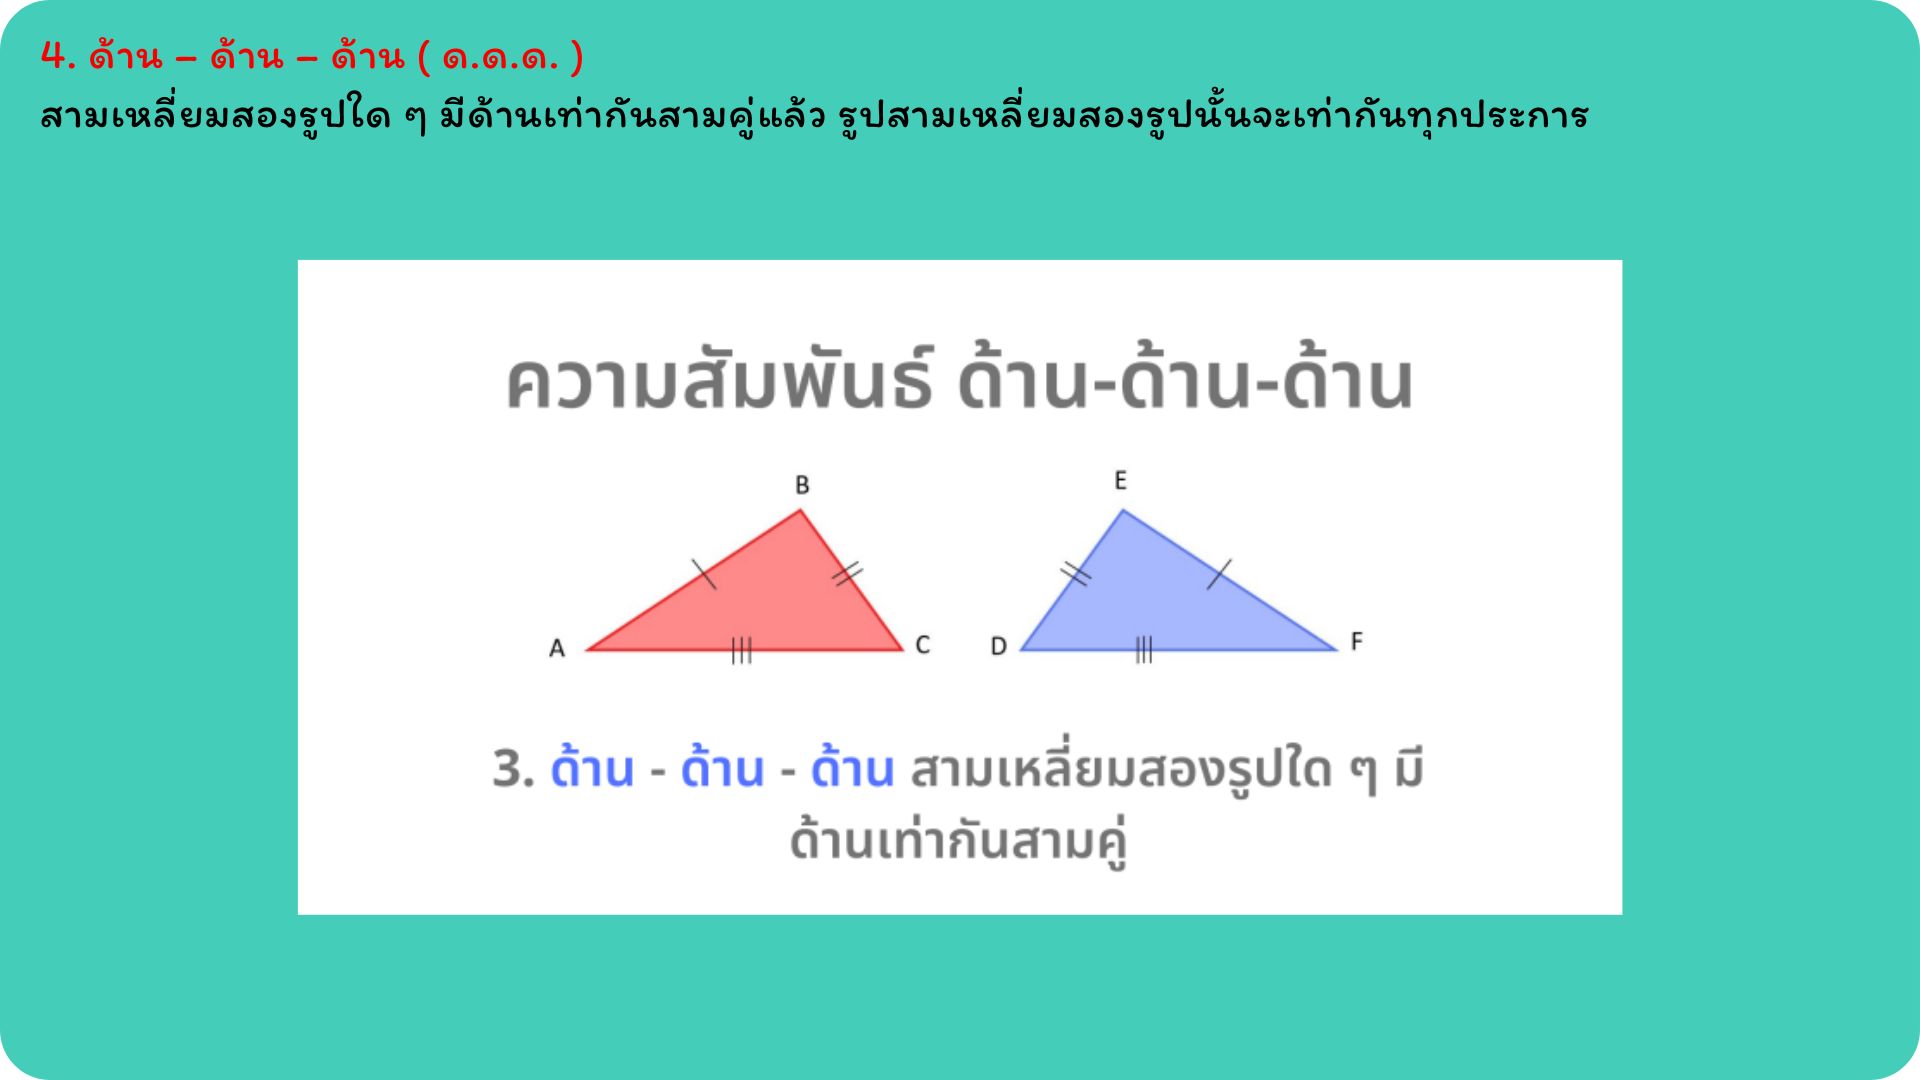 4. ด้าน – ด้าน – ด้าน ( ด.ด.ด. )
สามเหลี่ยมสองรูปใด ๆ มีด้านเท่ากันสามคู่แล้ว รูปสามเหลี่ยมสองรูปนั้นจะเท่ากันทุกประการ
ความสัมพันธ์ ด้าน-ด้าน-ด้าน
B
E
A
C
D
F
3. ด้าน - ด้าน - ด้าน สามเหลี่ยมสองรูปใด ๆ มี
ด้านเท่ากันสามคู่